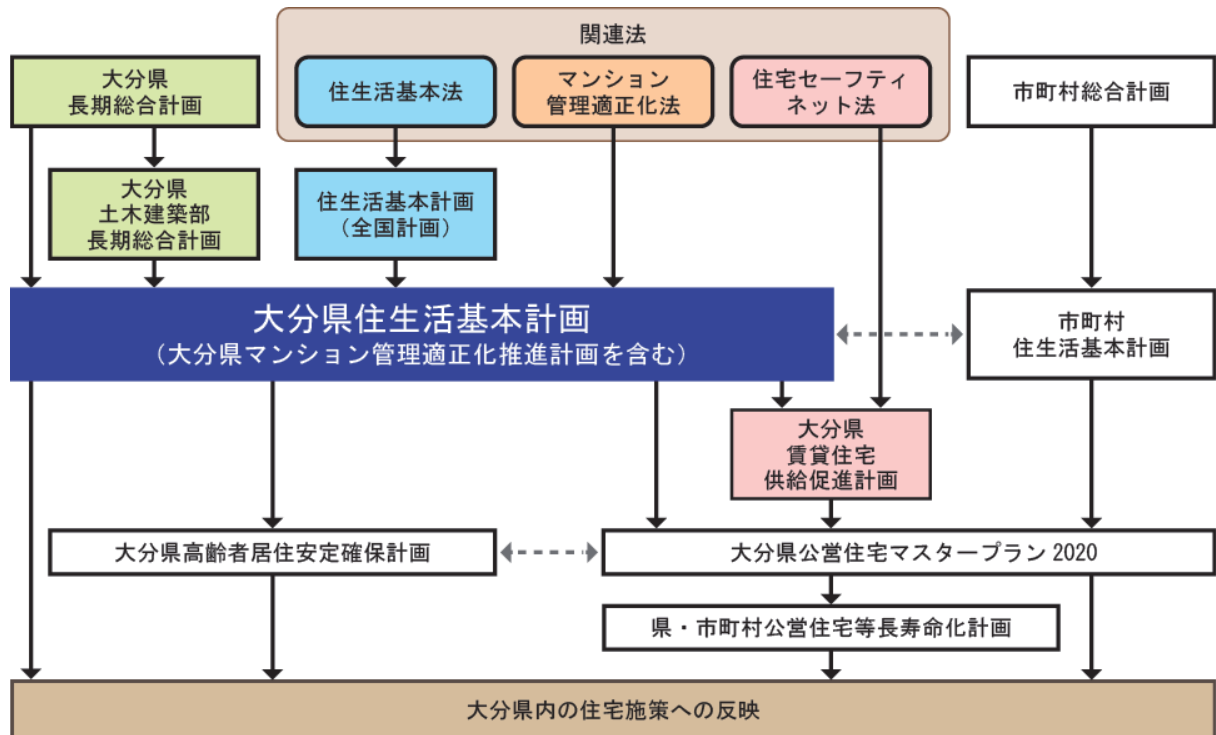 関連法
大分県
長期総合計画
住生活基本法
マンション
管理適正化法
住宅セーフティ
ネット法
市町村総合計画
大分県
土木建築部
長期総合計画
住生活基本計画
（全国計画）
大分県住生活基本計画
（大分県マンション管理適正化推進計画を含む）
市町村
住生活基本計画
大分県
賃貸住宅
供給促進計画
大分県高齢者居住安定確保計画
大分県公営住宅マスタープラン 2020
県・市町村公営住宅等長寿命化計画
大分県内の住宅施策への反映